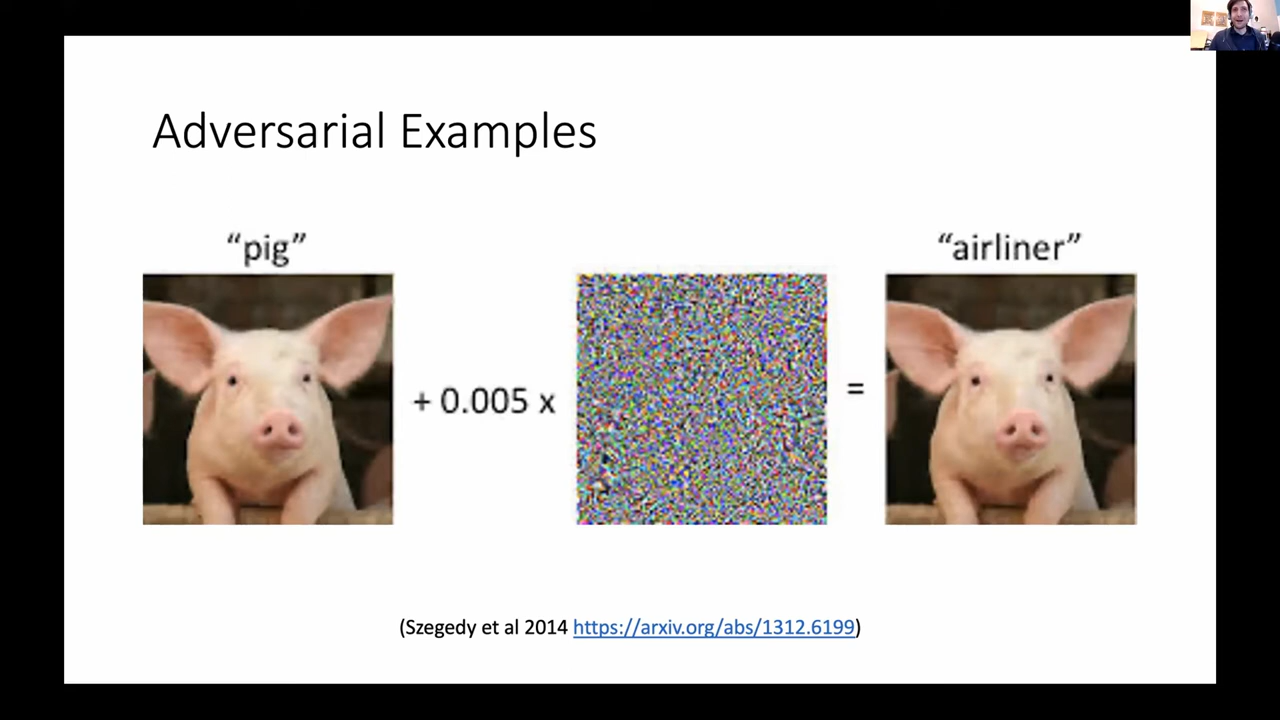 Adversarial Examples
“pig”
“airliner”
+ 0.005 x
=
(Szegedy et al 2014 https://arxiv.org/abs/1312.6199)